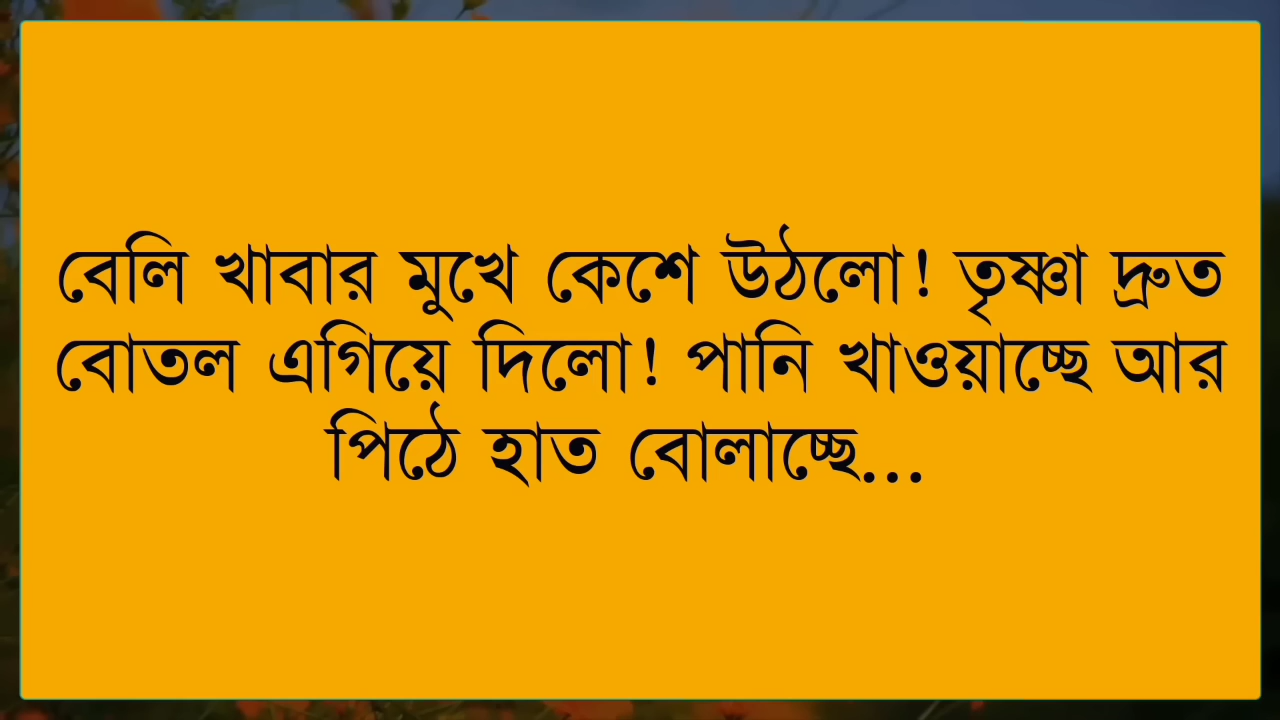 বেলি খাবার মুখে কেশে উঠলো! তৃষ্ণা দ্রুত
বোতল এগিয়ে দিলো! পানি খাওয়াচ্ছে আর
পিঠে হাত বোলাচ্ছে...